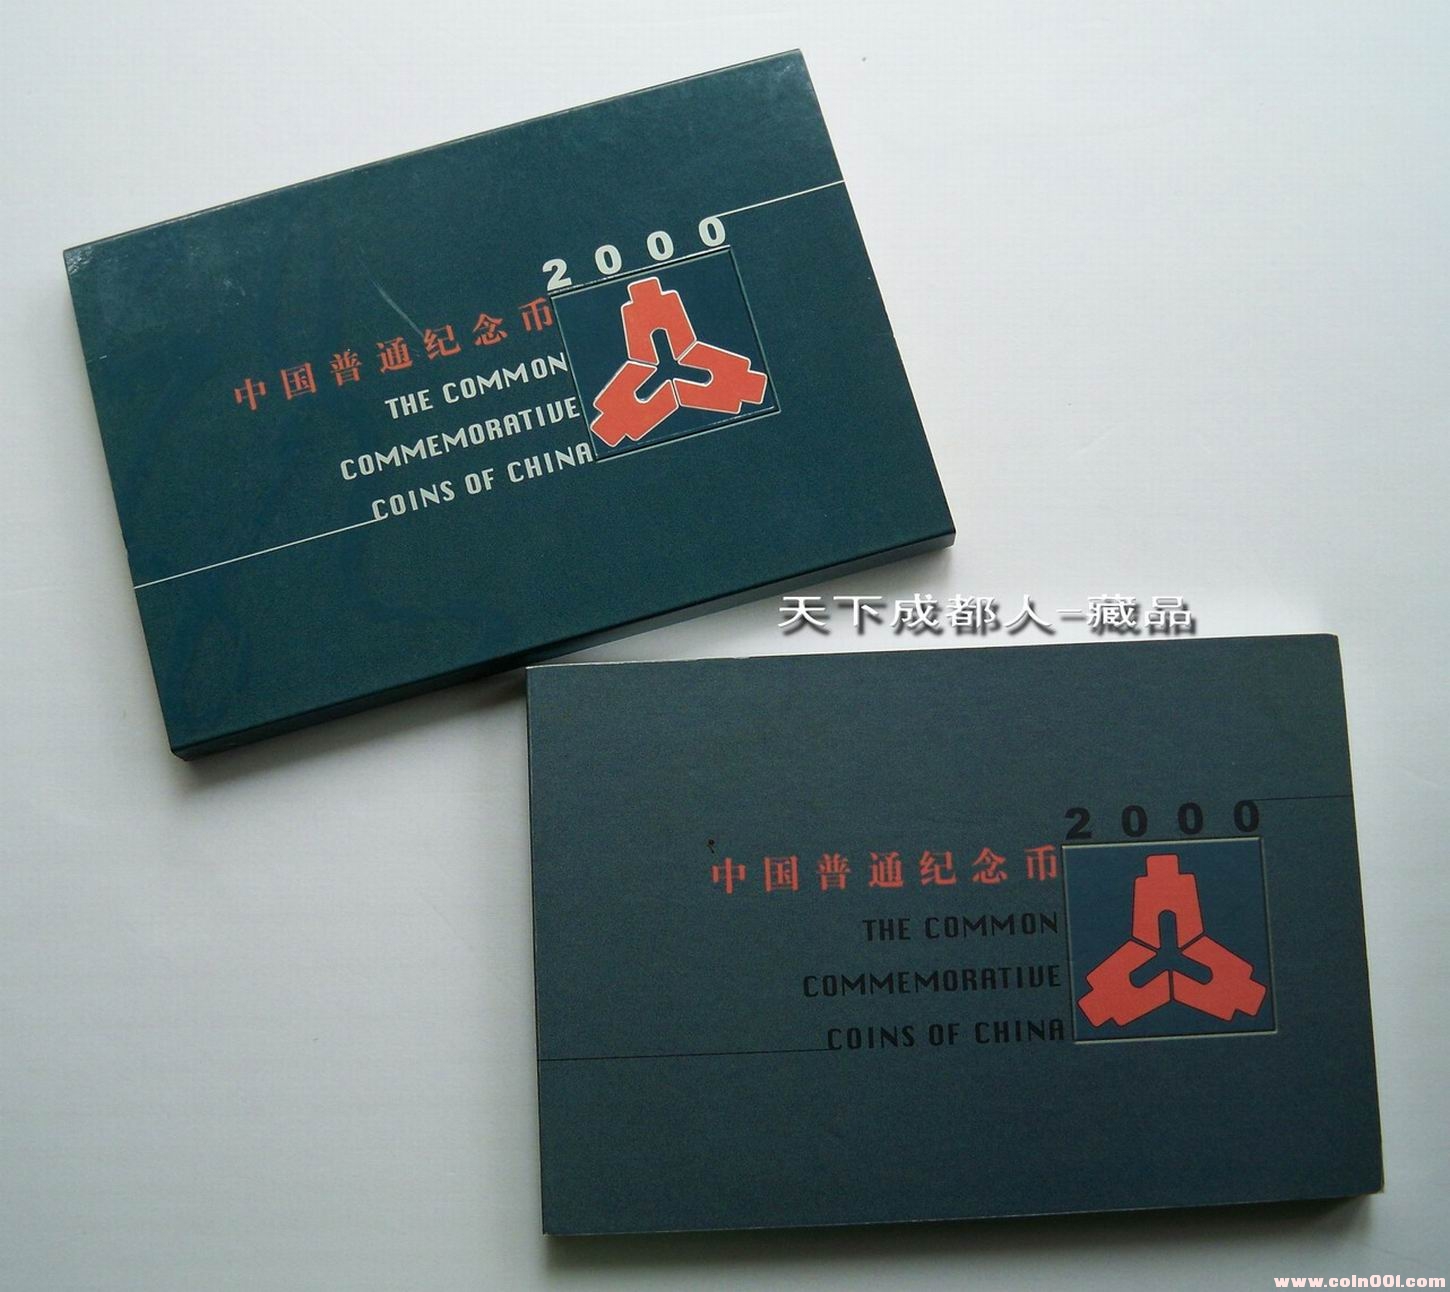 2000
中国普通纪念币
THE COMMON
COMMEMORATIVE
COINS OF CHINA
天下成都人-藏品
2000
中国普通纪念币
THE COMMON
COMMEMORATIVE
COINS OF CHINA
www.coin001.com